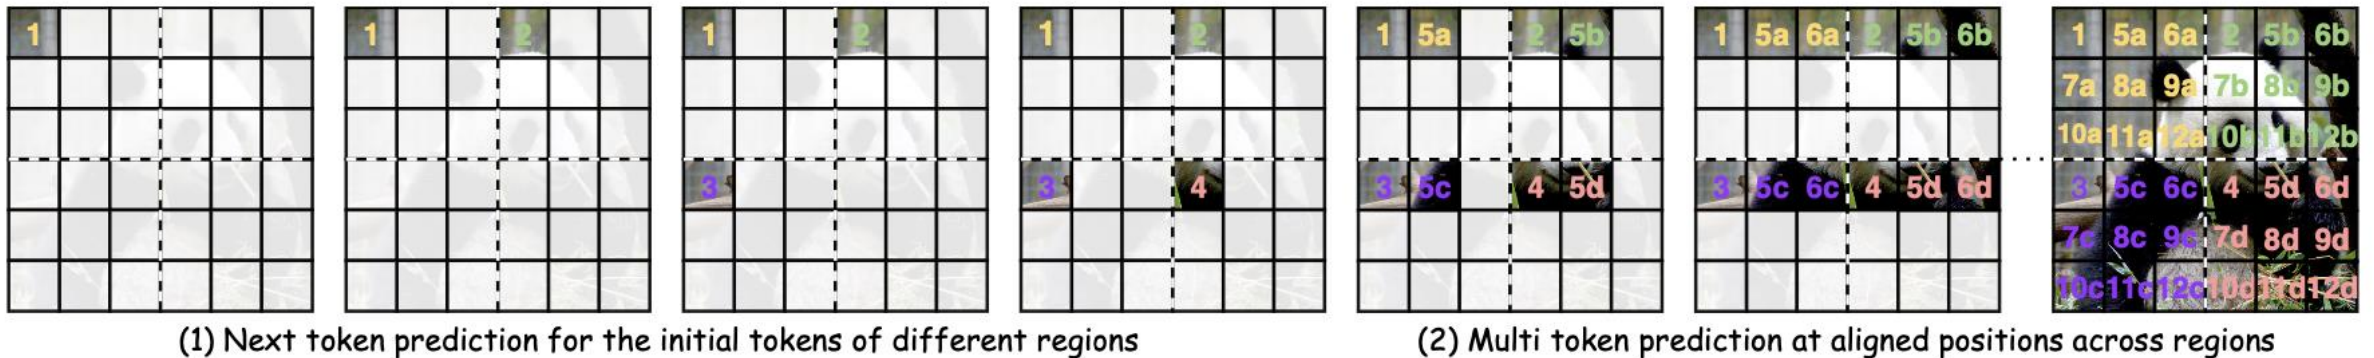 1 1 2 1 2 1 2 1 5a 2 5b 1 5a 6a 2 5b 6b 1 5a 6a 2 5b 6b
7a 8a 9a 7b 8b 9b
10a 11a 12a 10b 11b 12b
3 3 4 3 5c 4 5d 3 5c 6c 4 5d 6d 3 5c 6c 4 5d 6d
7c 8c 9c 7d 8d 9d
10c 11c 12c 10d 11d 12d
(1) Next token prediction for the initial tokens of different regions
(2) Multi token prediction at aligned positions across regions